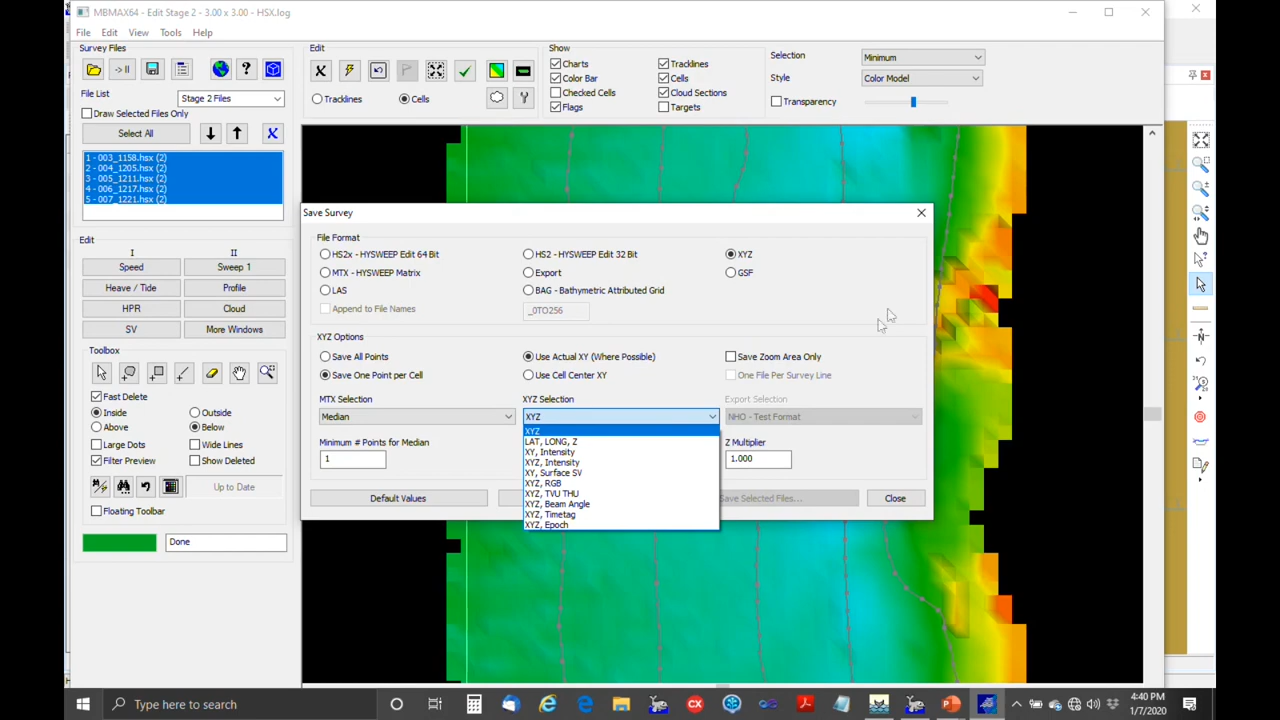 MBMAX64 - Edit Stage 2 - 3.00 x 3.00 - HSX.log
File Edit View Tools Help
Survey Files
File List
Stage 2 Files
Draw Selected Files Only
Select All
1 - 003_1158.hsx (2)
2 - 004_1205.hsx (2)
3 - 005_1211.hsx (2)
4 - 006_1217.hsx (2)
5 - 007_1221.hsx (2)
Edit
I II
Speed Sweep 1
Heave / Tide Profile
HPR Cloud
SV More Windows
Toolbox
Fast Delete
Inside Outside
Above Below
Large Dots Wide Lines
Filter Preview Show Deleted
Up to Date
Floating Toolbar
Done
Edit
Tracklines Cells
Show
Charts Tracklines
Color Bar Cells
Checked Cells Cloud Sections
Flags Targets
Selection Minimum
Style Color Model
Transparency
Save Survey
File Format
HS2x - HYSWEEP Edit 64 Bit HS2 - HYSWEEP Edit 32 Bit XYZ
MTX - HYSWEEP Matrix Export GSF
LAS BAG - Bathymetric Attributed Grid
Append to File Names _0TO256
XYZ Options
Save All Points Use Actual XY (Where Possible) Save Zoom Area Only
Save One Point per Cell Use Cell Center XY One File Per Survey Line
MTX Selection XYZ Selection Export Selection
Median XYZ NHO - Test Format
XYZ
LAT, LONG, Z
XY, Intensity
XYZ, Intensity
XY, Surface SV
XYZ, RGB
XYZ, TVU THU
XYZ, Beam Angle
XYZ, Timetag
XYZ, Epoch
Minimum # Points for Median Z Multiplier
1 1.000
Default Values Save Selected Files... Close
Type here to search
4:40 PM
1/7/2020